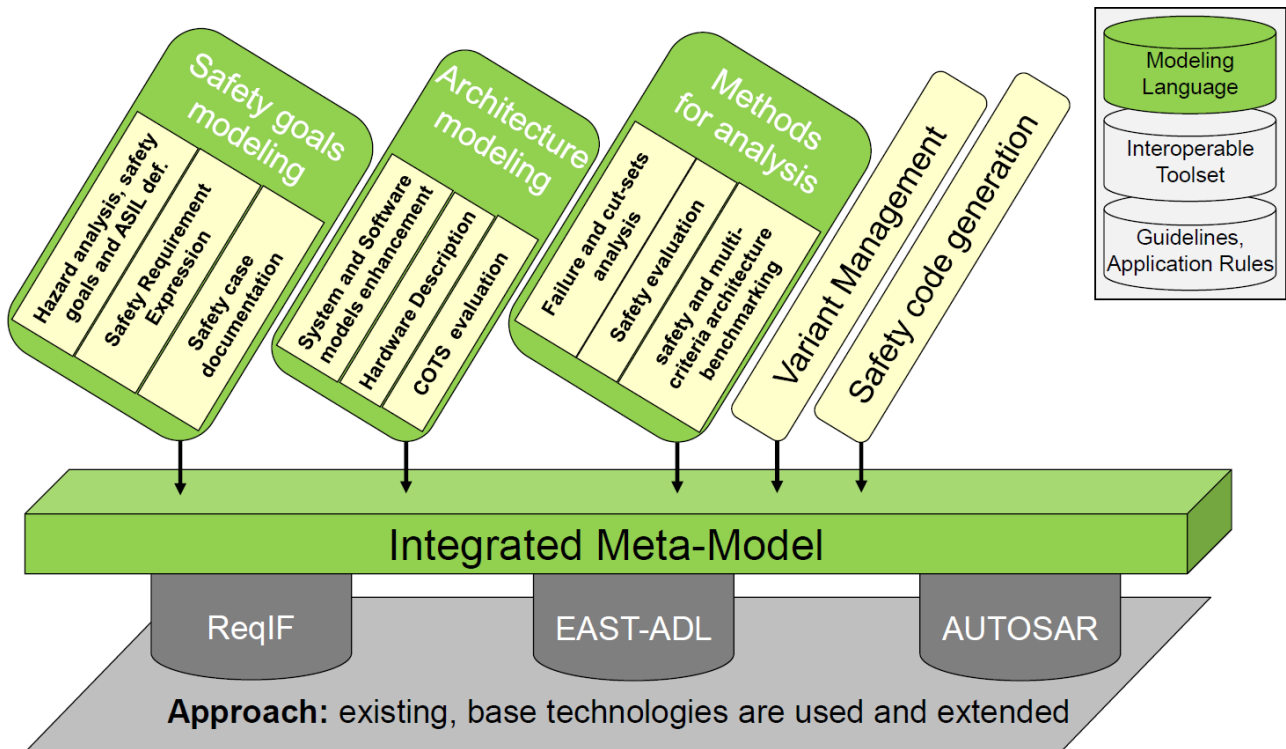 Safety goals
modeling
Hazard analysis, safety
goals and ASIL def.
Safety Requirement
Expression
Safety case
documentation
Architecture
modeling
System and Software
models enhancement
Hardware Description
COTS evaluation
Methods
for analysis
Failure and cut-sets
analysis
Safety evaluation
safety and multi-
criteria architecture
benchmarking
Variant Management
Safety code generation
Modeling
Language
Interoperable
Toolset
Guidelines,
Application Rules
Integrated Meta-Model
ReqIF
EAST-ADL
AUTOSAR
Approach: existing, base technologies are used and extended